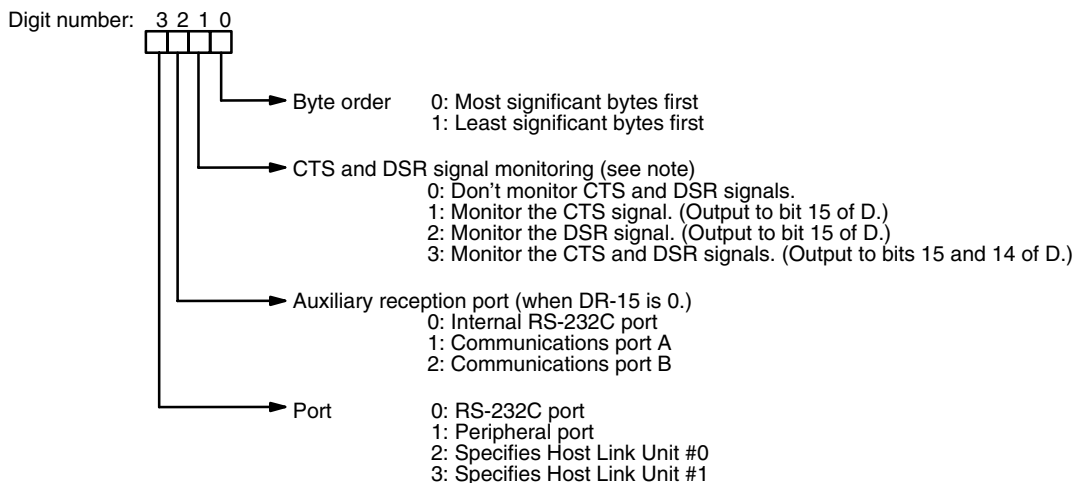 Digit number: 3 2 1 0
Byte order 0: Most significant bytes first
1: Least significant bytes first
CTS and DSR signal monitoring (see note)
0: Don't monitor CTS and DSR signals.
1: Monitor the CTS signal. (Output to bit 15 of D.)
2: Monitor the DSR signal. (Output to bit 15 of D.)
3: Monitor the CTS and DSR signals. (Output to bits 15 and 14 of D.)
Auxiliary reception port (when DR-15 is 0.)
0: Internal RS-232C port
1: Communications port A
2: Communications port B
Port 0: RS-232C port
1: Peripheral port
2: Specifies Host Link Unit #0
3: Specifies Host Link Unit #1